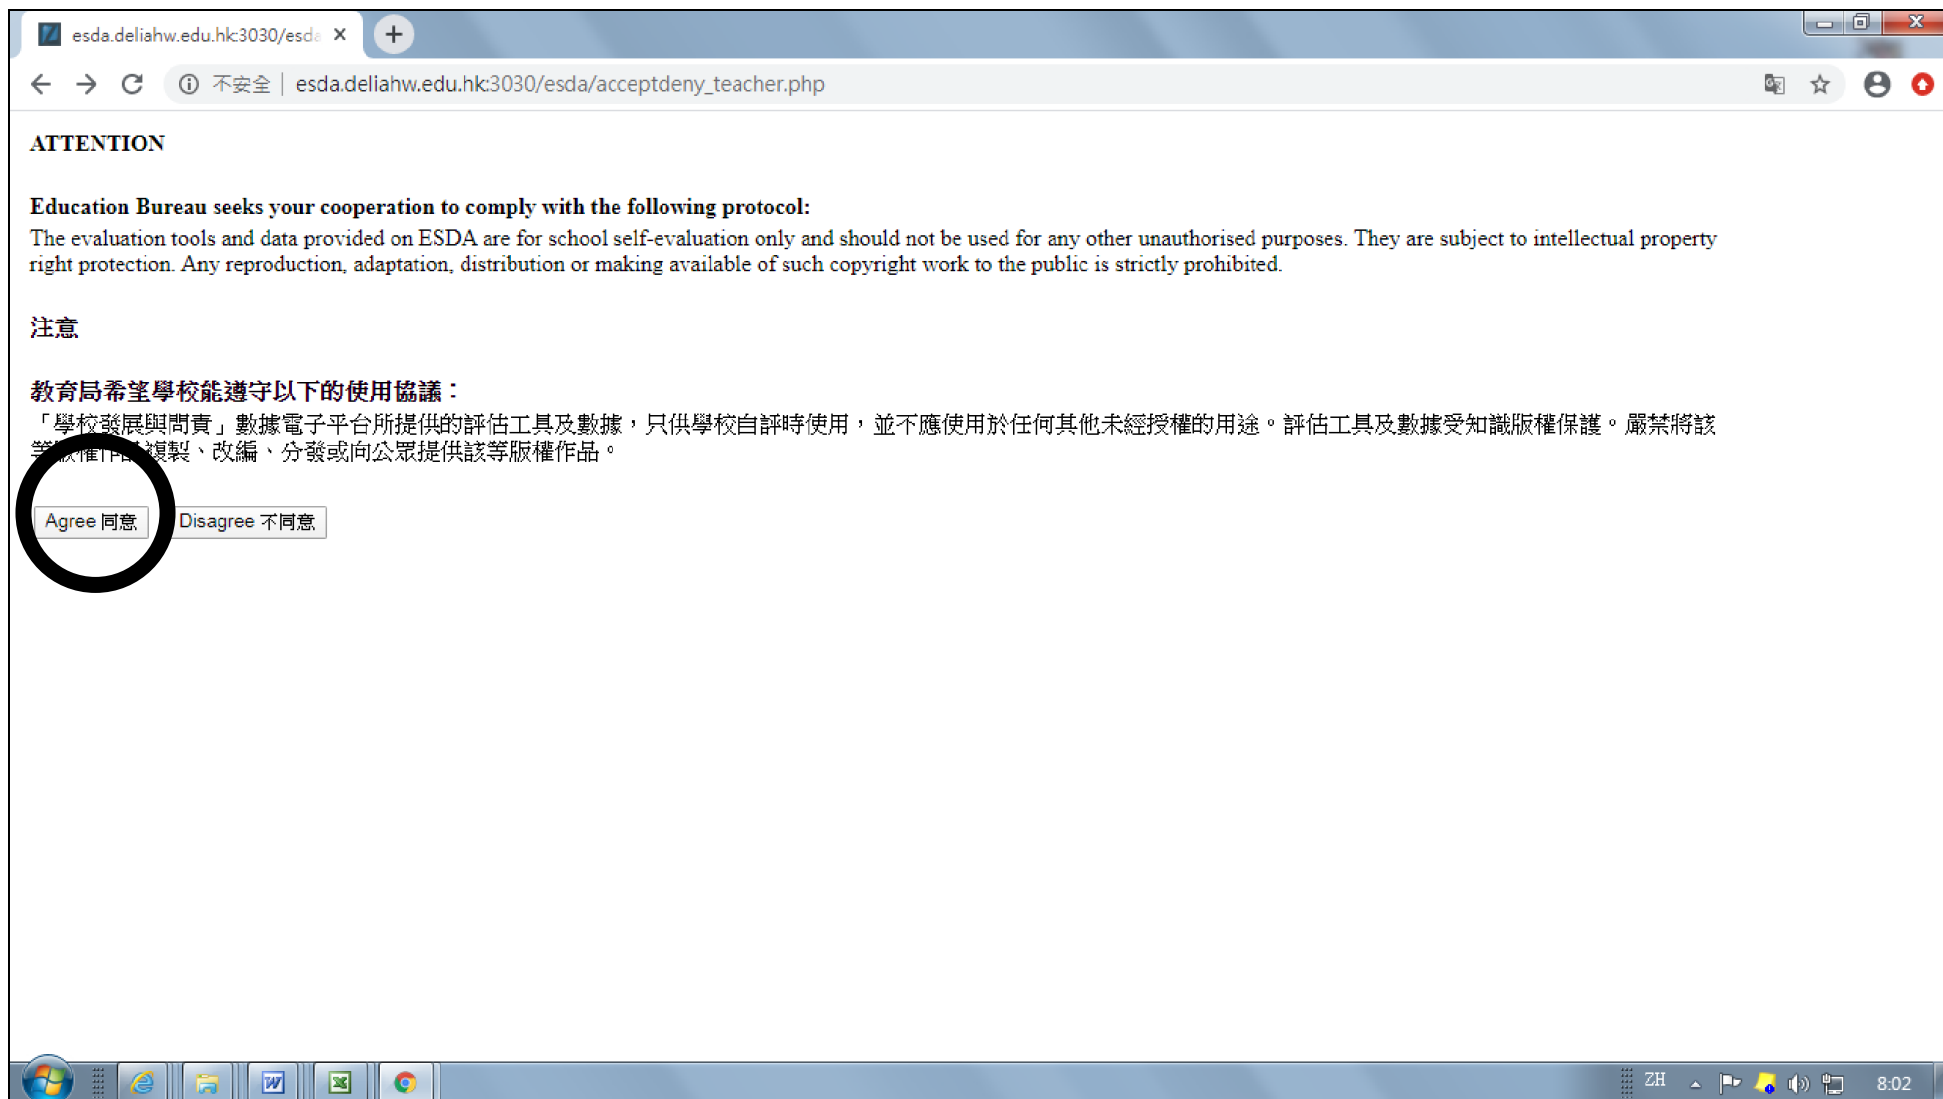 esda.deliahw.edu.hk:3030/esda
不安全 | esda.deliahw.edu.hk:3030/esda/acceptdeny_teacher.php
ATTENTION
Education Bureau seeks your cooperation to comply with the following protocol:
The evaluation tools and data provided on ESDA are for school self-evaluation only and should not be used for any other unauthorised purposes. They are subject to intellectual property
right protection. Any reproduction, adaptation, distribution or making available of such copyright work to the public is strictly prohibited.
注意
教育局希望學校能遵守以下的使用協議：
「學校發展與問責」數據電子平台所提供的評估工具及數據，只供學校自評時使用，並不應使用於任何其他未經授權的用途。評估工具及數據受知識版權保護。嚴禁將該
等版權作品複製、改編、分發或向公眾提供該等版權作品。
Agree 同意 Disagree 不同意
ZH 8:02